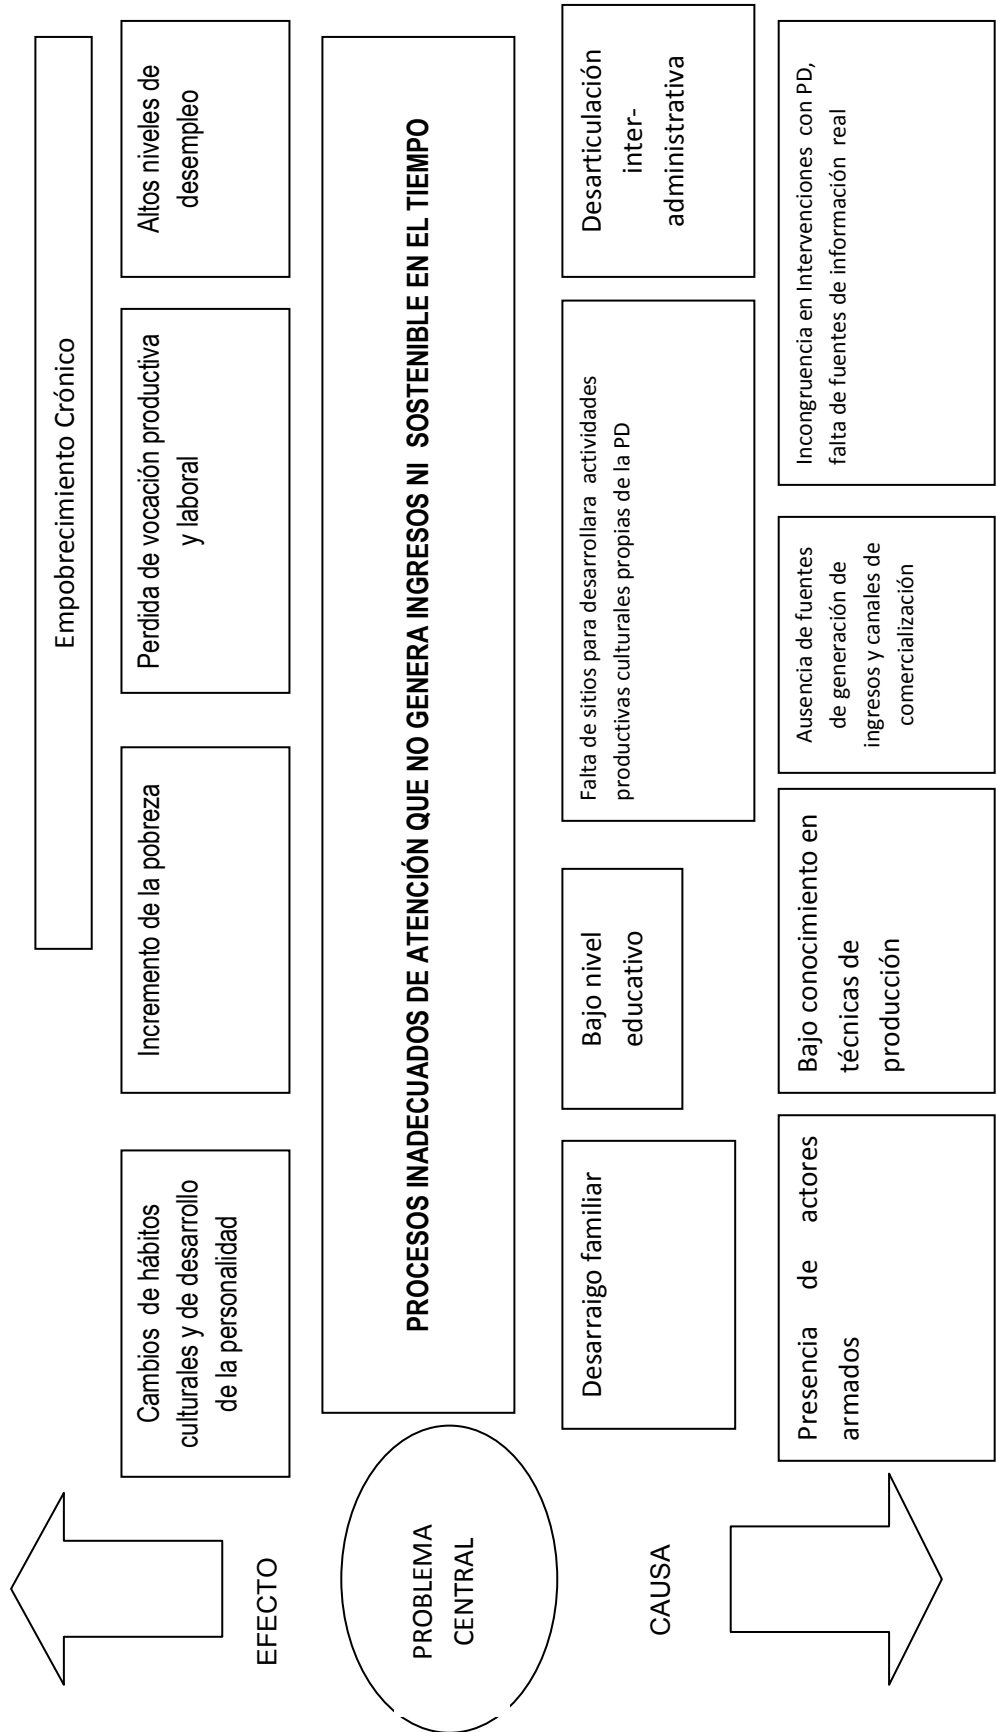 Empobrecimiento Crónico
Cambios de hábitos
culturales y de desarrollo
de la personalidad
Incremento de la pobreza
Perdida de vocación productiva
y laboral
Altos niveles de
desempleo
EFECTO
PROBLEMA
CENTRAL
PROCESOS INADECUADOS DE ATENCIÓN QUE NO GENERA INGRESOS NI SOSTENIBLE EN EL TIEMPO
CAUSA
Desarraigo familiar
Bajo nivel
educativo
Falta de sitios para desarrollara actividades
productivas culturales propias de la PD
Desarticulación
inter-
administrativa
Presencia de actores
armados
Bajo conocimiento en
técnicas de
producción
Ausencia de fuentes
de generación de
ingresos y canales de
comercialización
Incongruencia en Intervenciones con PD,
falta de fuentes de información real